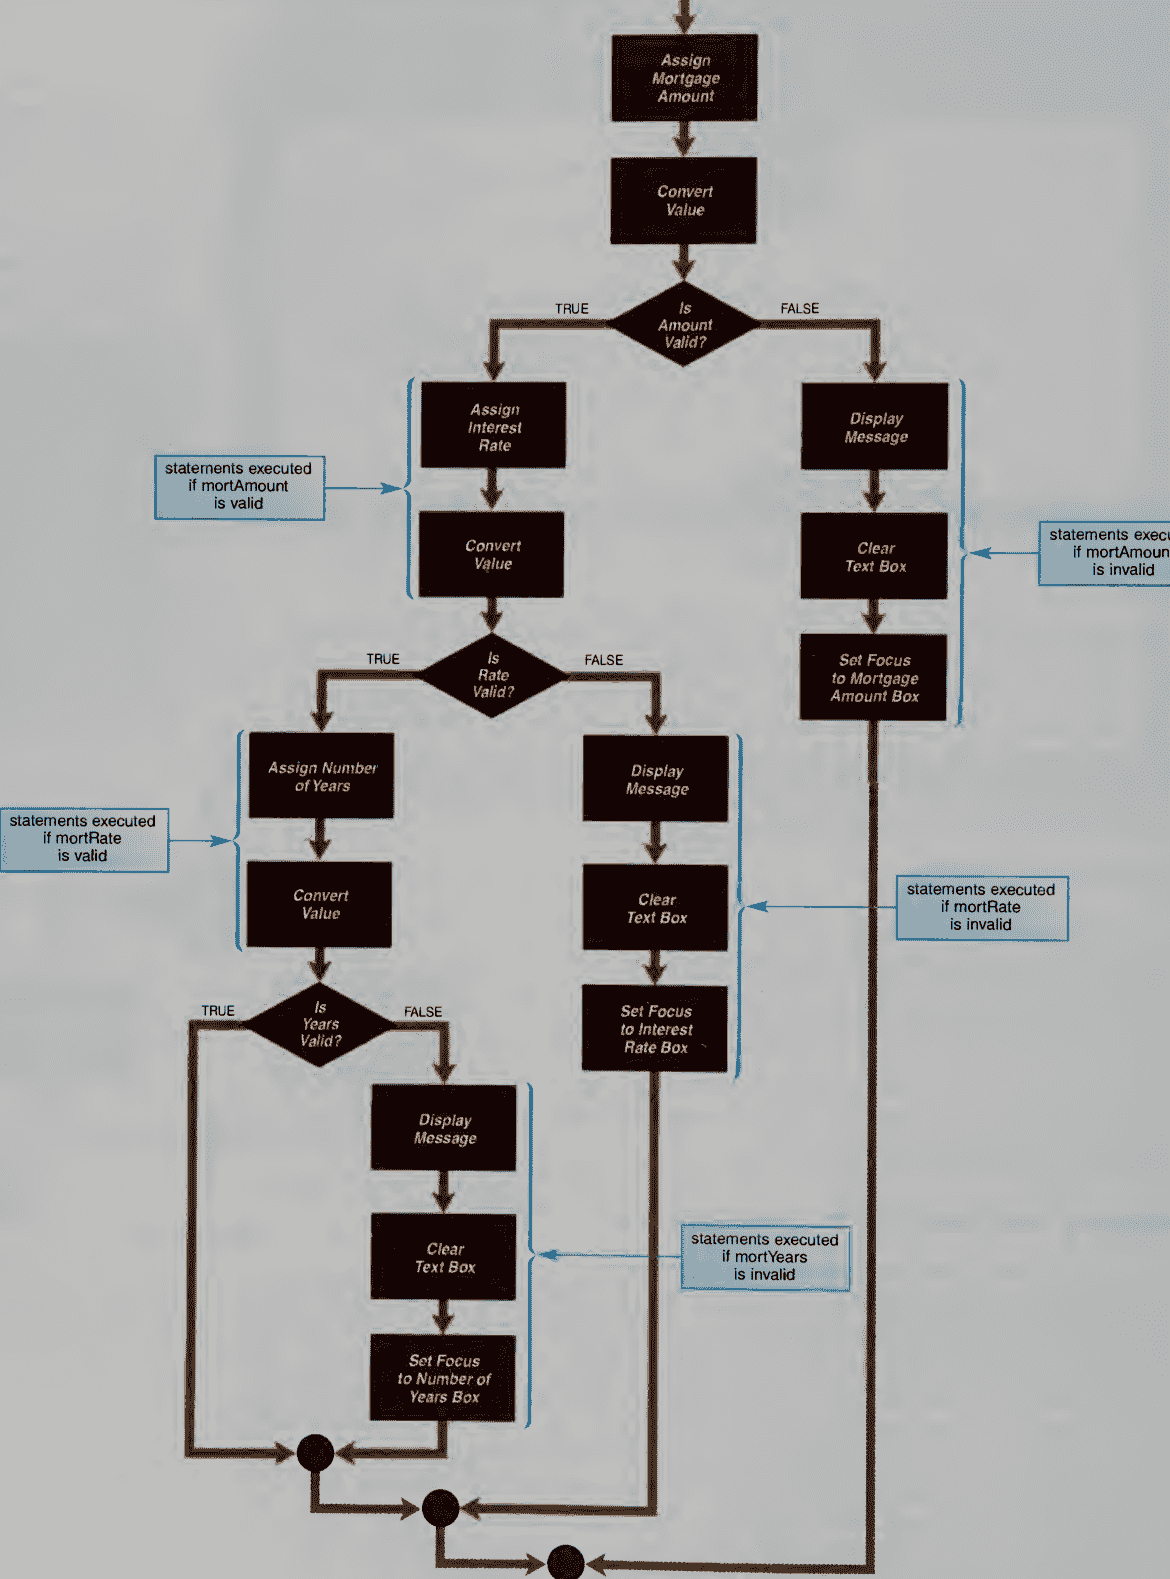 Assign
Mortgage
Amount
Convert
Value
TRUE
Is
Amount
Valid?
FALSE
Assign
Interest
Rate
Display
Message
statements executed
if mortAmount
is valid
Convert
Value
Clear
Text Box
statements
if mortAmoun
is invalid
TRUE
Is
Rate
Valid?
FALSE
Set Focus
to Mortgage
Amount Box
Assign Number
of Years
Display
Message
statements executed
if mortRate
is valid
Convert
Value
Clear
Text Box
statements executed
if mortRate
is invalid
TRUE
Is
Years
Valid?
FALSE
Set Focus
to Interest
Rate Box
Display
Message
Clear
Text Box
statements executed
if mortYears
is invalid
Set Focus
to Number of
Years Box